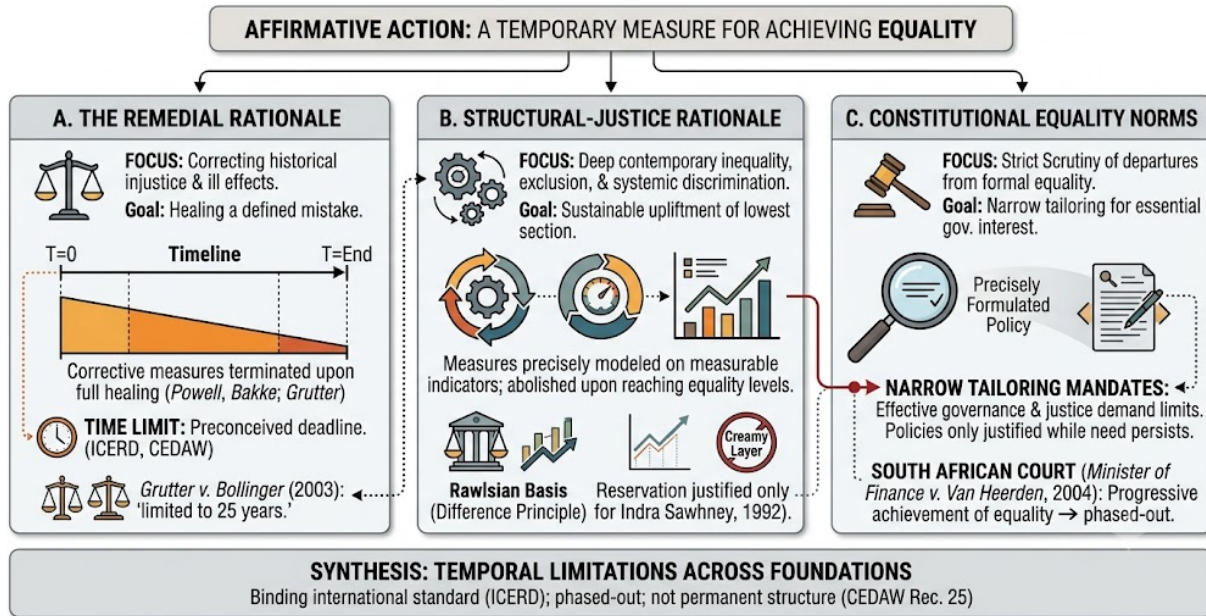 AFFIRMATIVE ACTION: A TEMPORARY MEASURE FOR ACHIEVING EQUALITY
A. THE REMEDIAL RATIONALE
FOCUS: Correcting historical
injustice & ill effects.
Goal: Healing a defined mistake.
T=0
Timeline
T=End
Corrective measures terminated upon
full healing (Powell, Bakke; Grutter)
TIME LIMIT: Preconceived deadline.
(ICERD, CEDAW)
Grutter v. Bollinger (2003):
'limited to 25 years.'
B. STRUCTURAL-JUSTICE RATIONALE
FOCUS: Deep contemporary inequality,
exclusion, & systemic discrimination.
Goal: Sustainable upliftment of lowest
section.
Measures precisely modeled on measurable
indicators; abolished upon reaching equality levels.
Creamy
Layer
Rawlsian Basis
(Difference Principle)
Reservation justified only
for Indra Sawhney, 1992).
C. CONSTITUTIONAL EQUALITY NORMS
FOCUS: Strict Scrutiny of departures
from formal equality.
Goal: Narrow tailoring for essential
gov. interest.
Precisely
Formulated
Policy
NARROW TAILORING MANDATES:
Effective governance & justice demand limits.
Policies only justified while need persists.
SOUTH AFRICAN COURT (Minister of
Finance v. Van Heerden, 2004): Progressive
achievement of equality → phased-out.
SYNTHESIS: TEMPORAL LIMITATIONS ACROSS FOUNDATIONS
Binding international standard (ICERD); phased-out; not permanent structure (CEDAW Rec. 25)